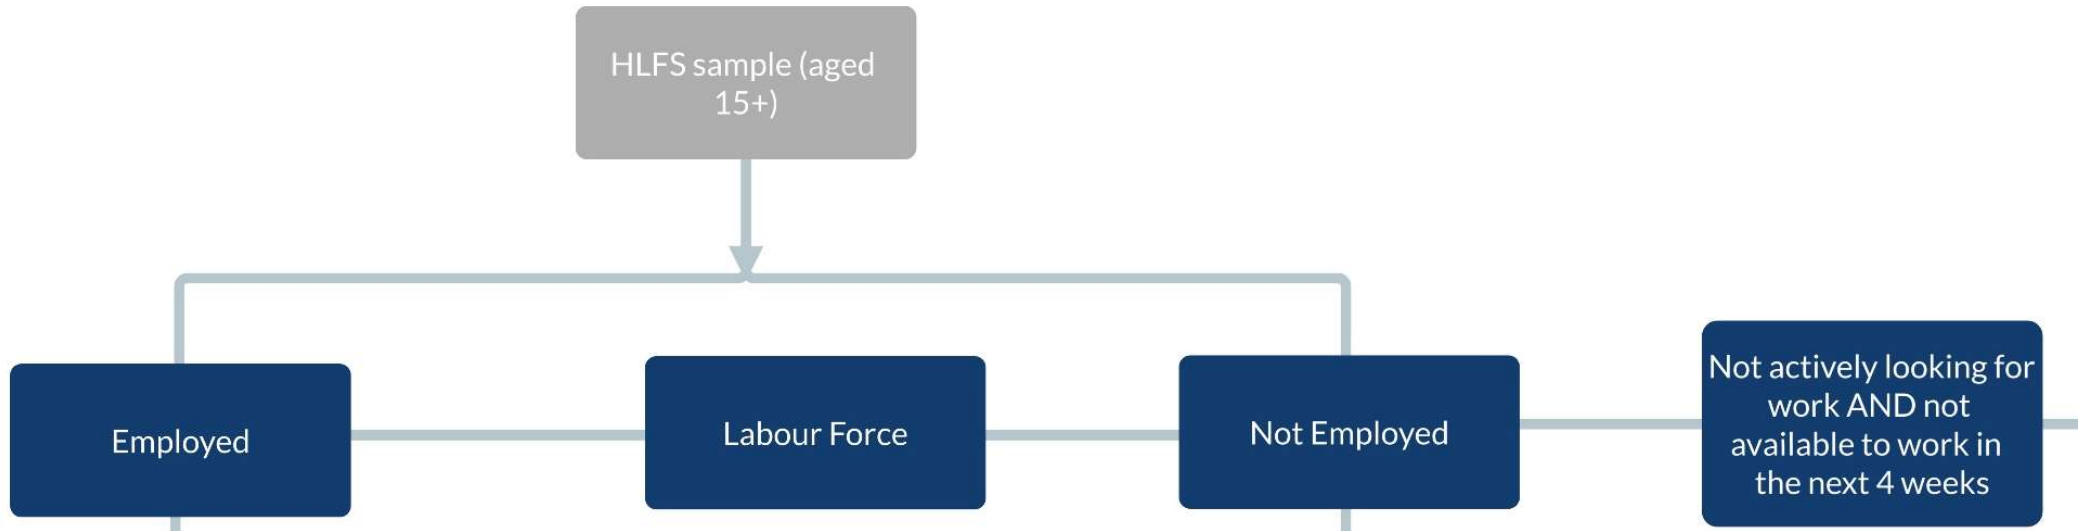 HLFS sample (aged
15+)
Employed
Labour Force
Not Employed
Not actively looking for
work AND not
available to work in
the next 4 weeks